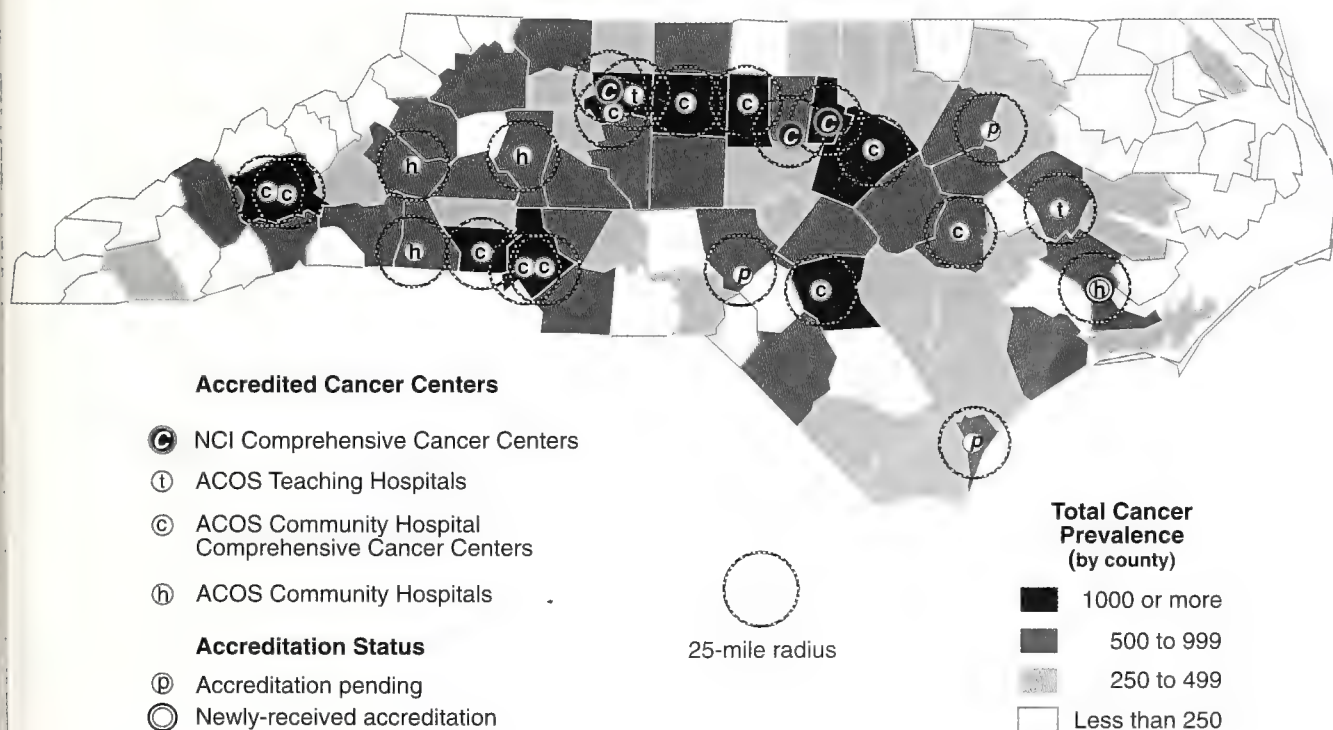 C
t
c
c
c
C
C
c
p
h
h
c c
t
c
h
c
c c
p
c
h
p
Accredited Cancer Centers
C NCI Comprehensive Cancer Centers
t ACOS Teaching Hospitals
c ACOS Community Hospital
Comprehensive Cancer Centers
h ACOS Community Hospitals
Accreditation Status
p Accreditation pending
Newly-received accreditation
25-mile radius
Total Cancer
Prevalence
(by county)
1000 or more
500 to 999
250 to 499
Less than 250